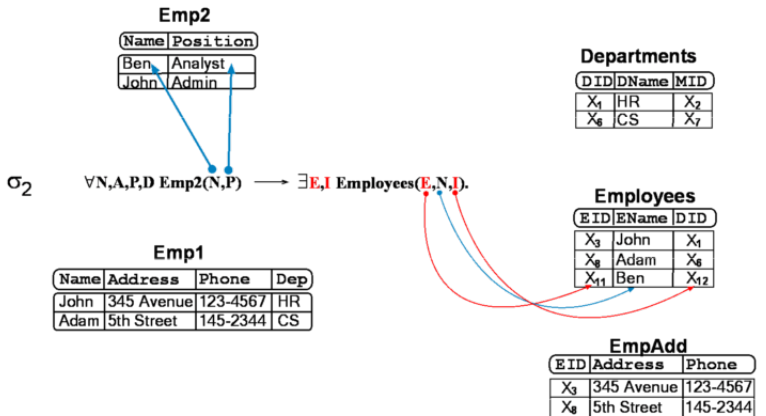 Emp2
Name Position
Ben Analyst
John Admin
Departments
DID DName MID
X1 HR X2
X6 CS X7
σ2 ∀N,A,P,D Emp2(N,P) → ∃E,I Employees(E,N,I).
Employees
EID EName DID
X3 John X1
X8 Adam X6
X11 Ben X12
Emp1
Name Address Phone Dep
John 345 Avenue 123-4567 HR
Adam 5th Street 145-2344 CS
EmpAdd
EID Address Phone
X3 345 Avenue 123-4567
X8 5th Street 145-2344